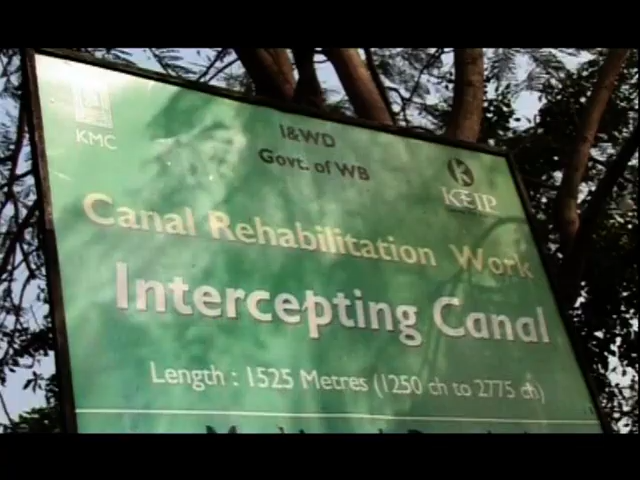 KMC
I&WD
Govt. of WB
KEIP
Canal Rehabilitation Work
Intercepting Canal
Length : 1525 Metres (1250 ch to 2775 ch)